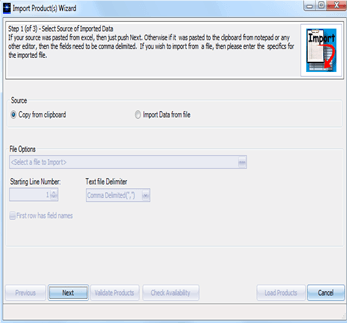 Import Product(s) Wizard
Step 1 (of 3) - Select Source of Imported Data
If your source was pasted from excel, then just push Next. Otherwise if it was pasted to the clipboard from notepad or any
other editor, then the fields need to be comma delimited. If you wish to import from a file, then please enter the specifics for
the imported file.
Import
Source
Copy from clipboard
Import Data from file
File Options
<Select a file to Import>
Starting Line Number:
Text file Delimiter
1
Comma Delimited(",")
First row has field names
Previous
Next
Validate Products
Check Availability
Load Products
Cancel